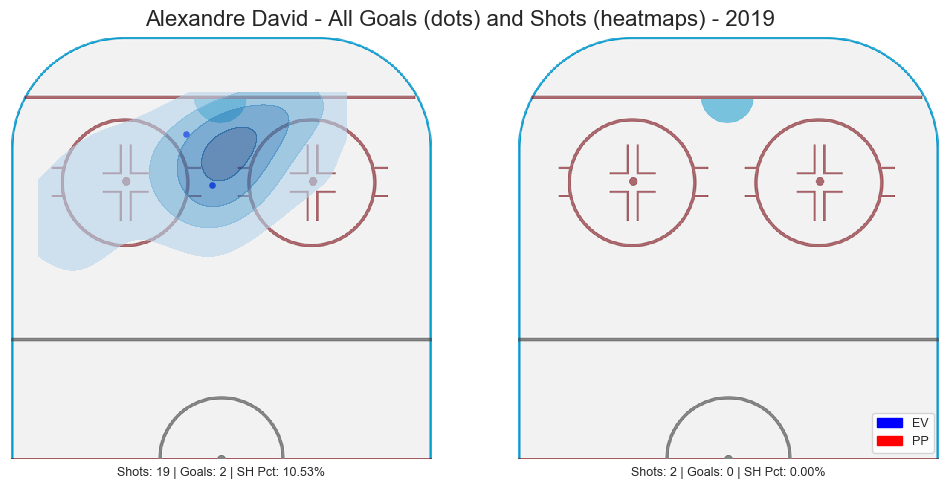 Alexandre David - All Goals (dots) and Shots (heatmaps) - 2019
EV
PP
Shots: 19 | Goals: 2 | SH Pct: 10.53%
Shots: 2 | Goals: 0 | SH Pct: 0.00%